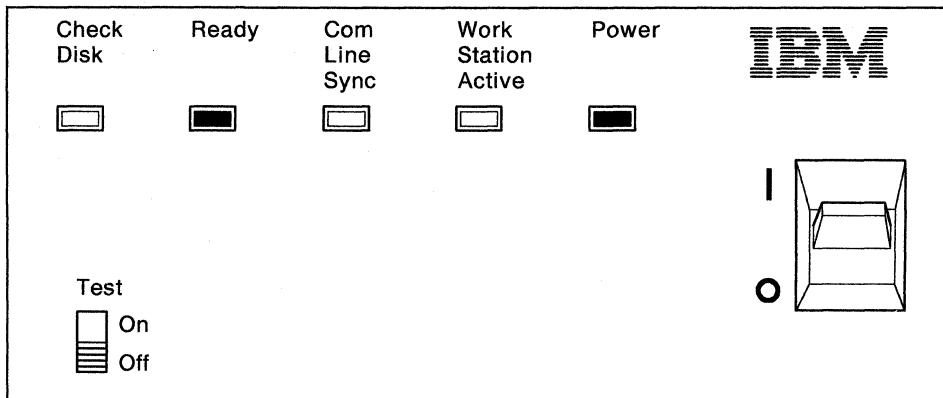 Check Disk
Ready
Com Line Sync
Work Station Active
Power
IBM
I
O
Test
On
Off